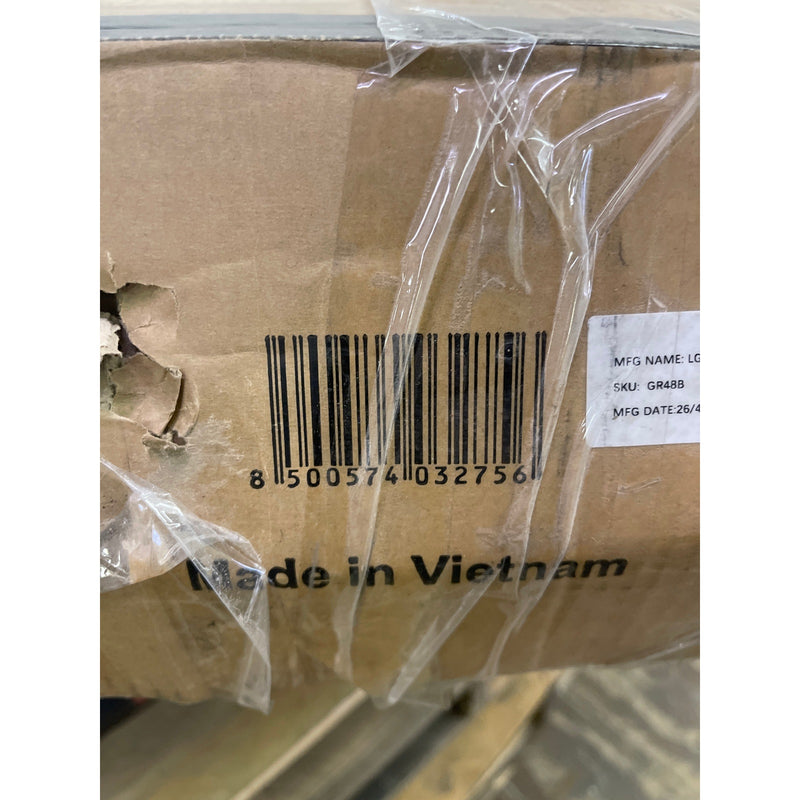 MFG NAME: LG
SKU: GR48B
MFG DATE:26/4
8 500574 032756
Made in Vietnam